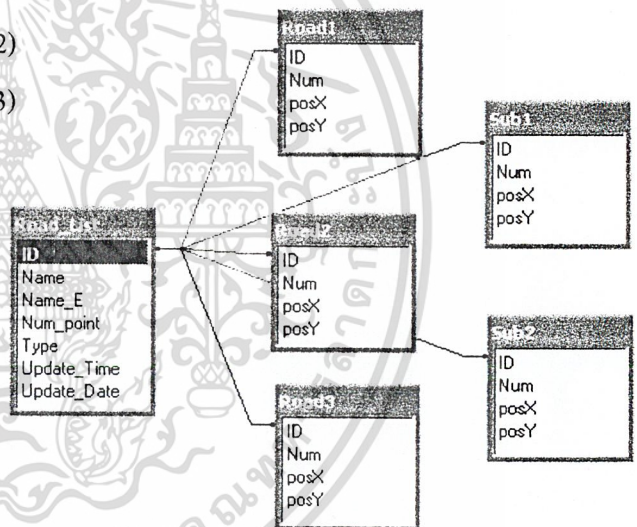 2)
3)
Road1
ID
Num
posX
posY
Sub1
ID
Num
posX
posY
Road_List
ID
Name
Name_E
Num_point
Type
Update_Time
Update_Date
Road2
ID
Num
posX
posY
Sub2
ID
Num
posX
posY
Road3
ID
Num
posX
posY